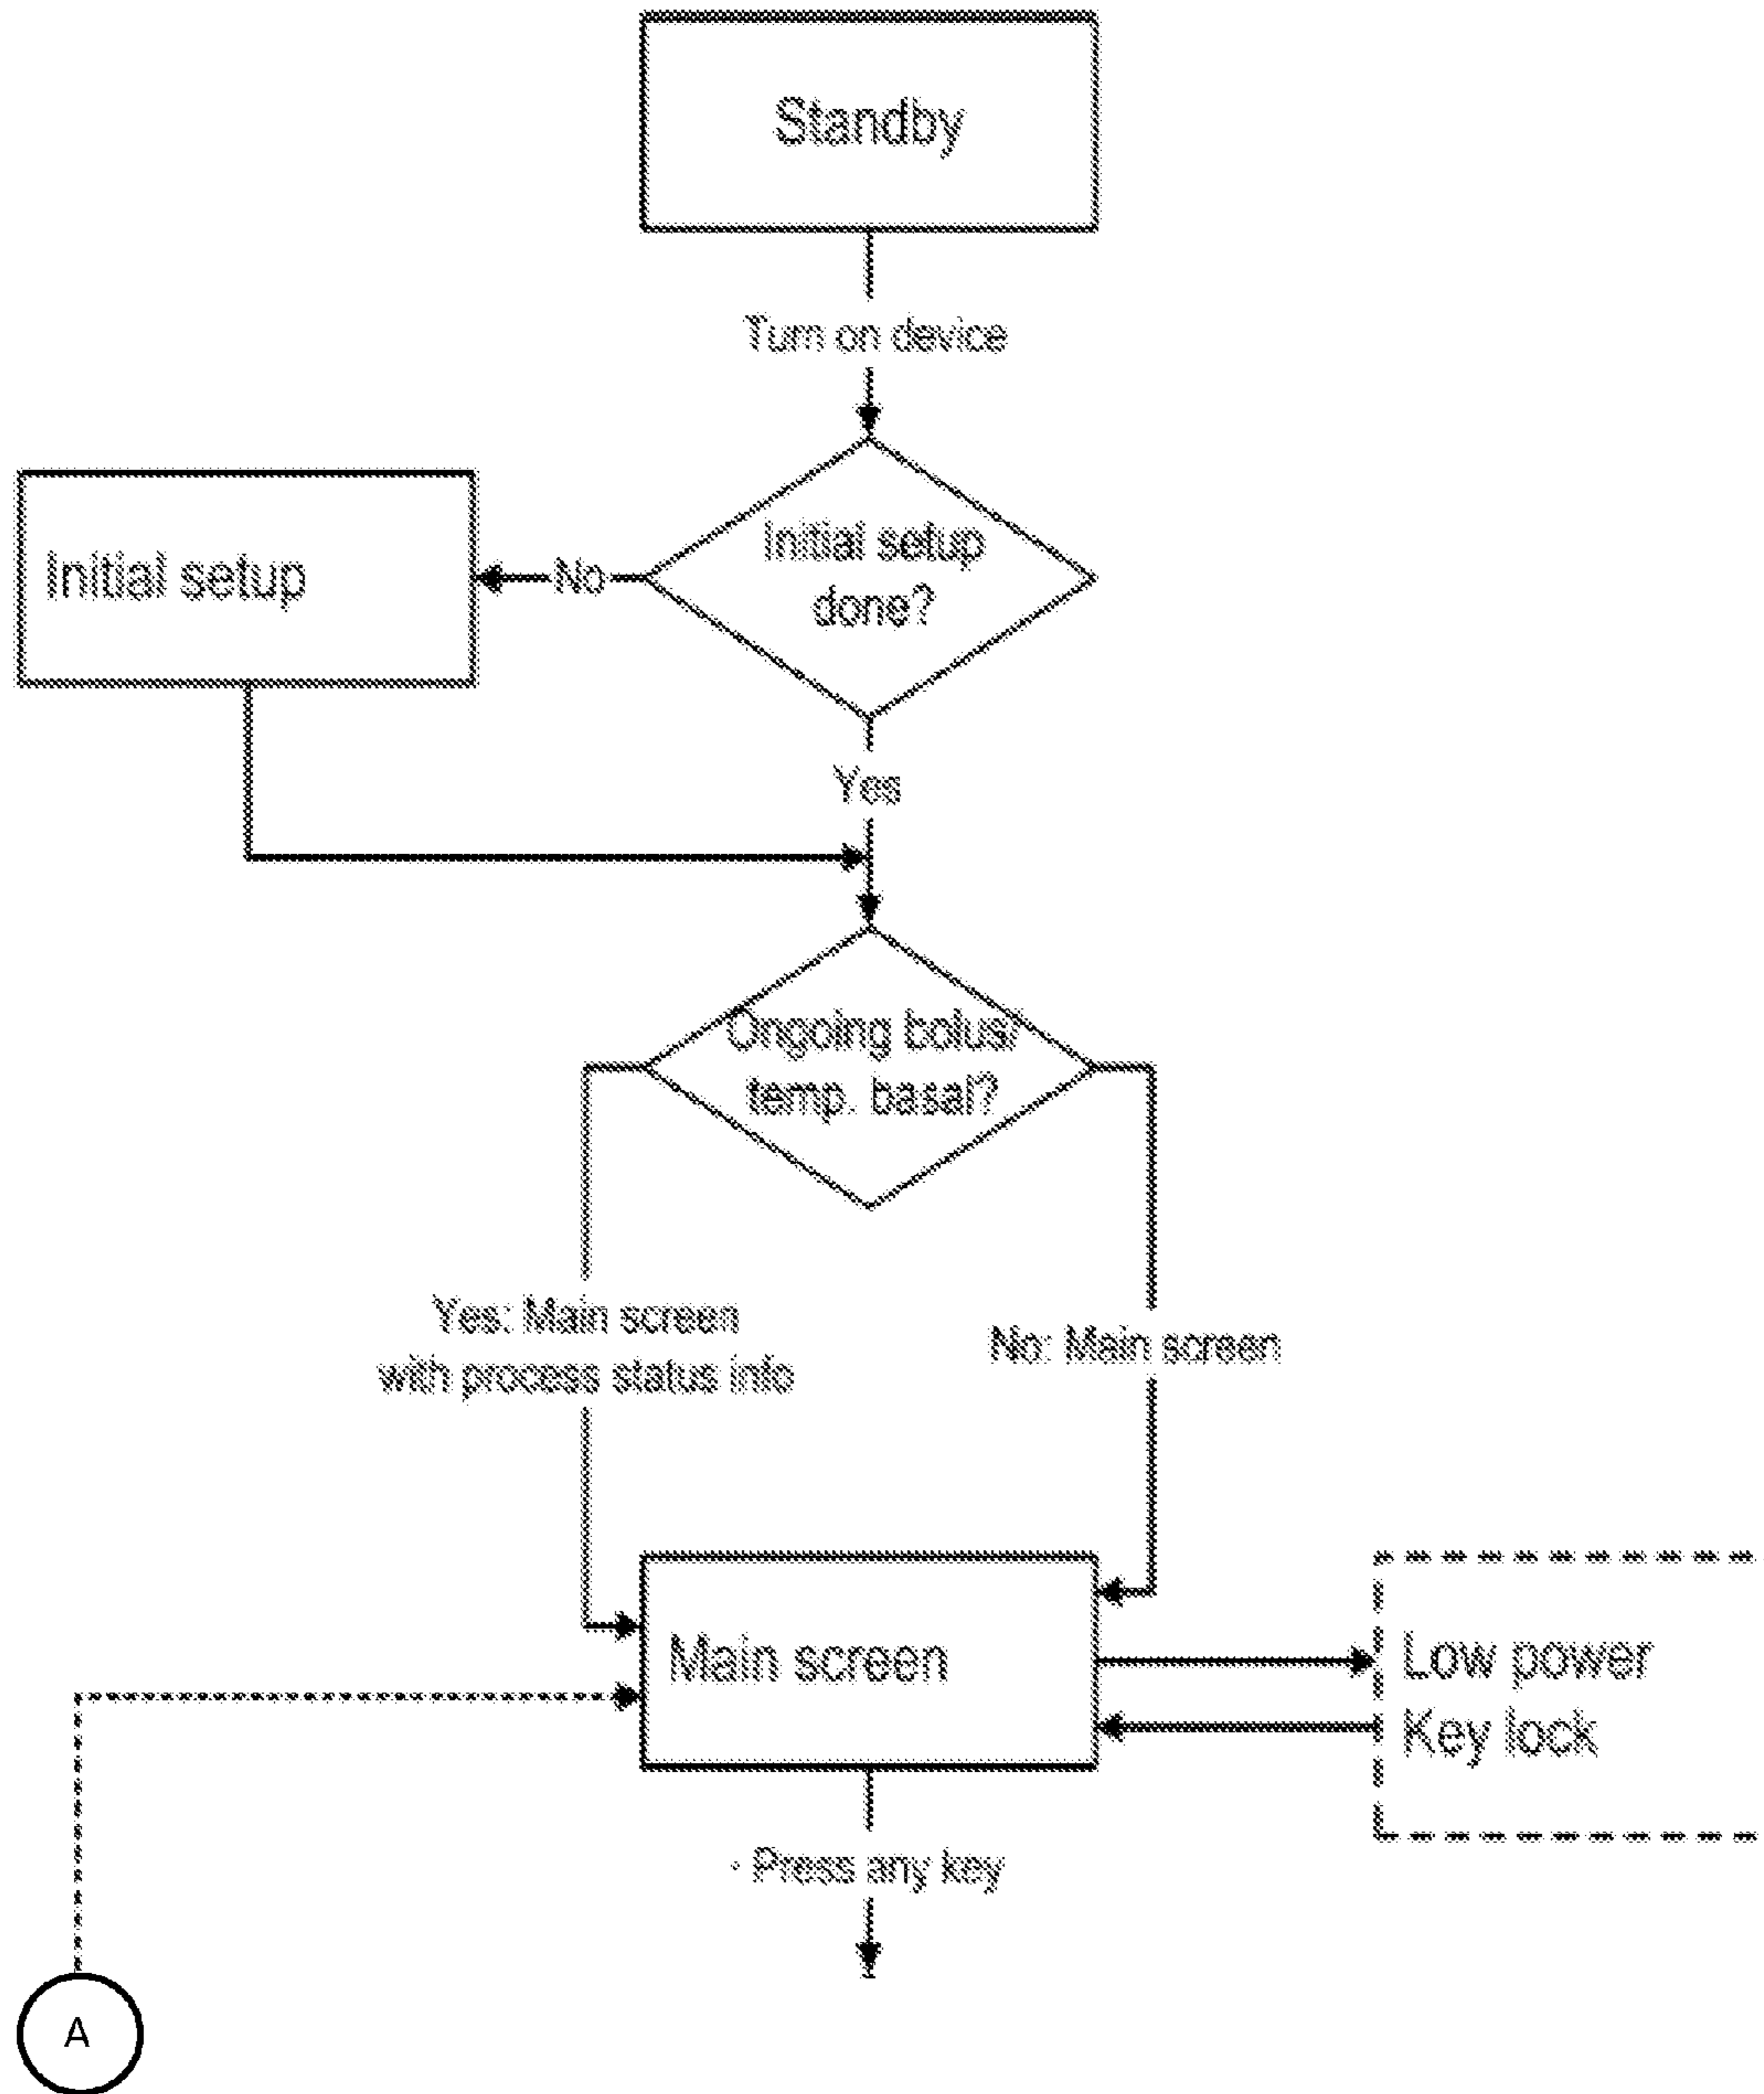 Standby
Turn on device
Initial setup
done?
No
Initial setup
Yes
Ongoing bolus/
temp. basal?
Yes: Main screen
with process status info
No: Main screen
Main screen
Low power
Key lock
· Press any key
A